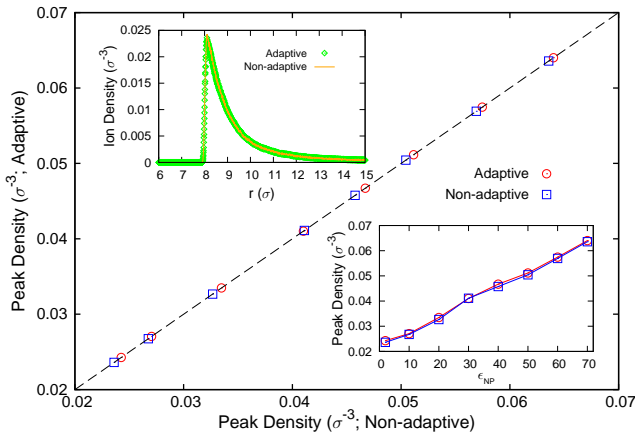 0.07
0.06
0.05
0.04
0.03
0.02
0.02 0.03 0.04 0.05 0.06 0.07
Peak Density (σ⁻³; Adaptive)
Peak Density (σ⁻³; Non-adaptive)
Adaptive
Non-adaptive
0.025
0.02
0.015
0.01
0.005
0
6 7 8 9 10 11 12 13 14 15
Ion Density (σ⁻³)
r (σ)
Adaptive
Non-adaptive
0.07
0.06
0.05
0.04
0.03
0.02
0 10 20 30 40 50 60 70
Peak Density (σ⁻³)
ϵNP